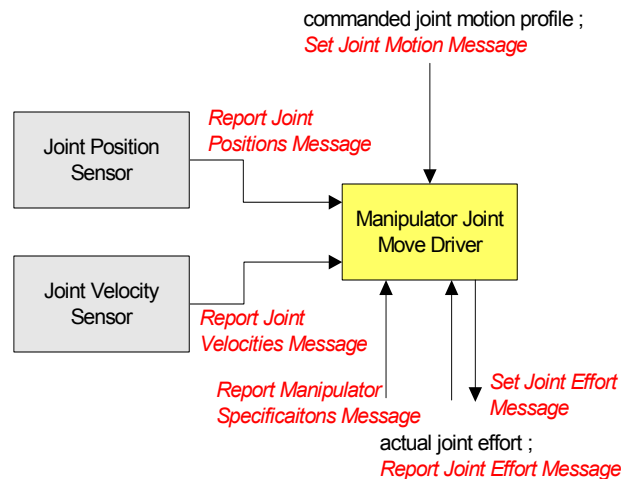 commanded joint motion profile ;
Set Joint Motion Message
Report Joint
Positions Message
Joint Position
Sensor
Manipulator Joint
Move Driver
Joint Velocity
Sensor
Report Joint
Velocities Message
Report Manipulator
Specificaitons Message
Set Joint Effort
Message
actual joint effort ;
Report Joint Effort Message